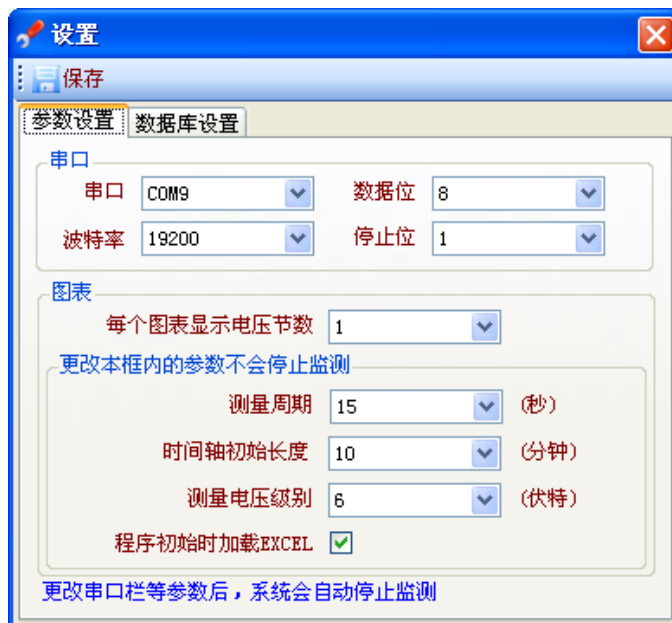 设置
保存
参数设置 数据库设置
串口
串口 COM9 数据位 8
波特率 19200 停止位 1
图表
每个图表显示电压节数 1
更改本框内的参数不会停止监测
测量周期 15 (秒)
时间轴初始长度 10 (分钟)
测量电压级别 6 (伏特)
程序初始时加载EXCEL
更改串口栏等参数后，系统会自动停止监测